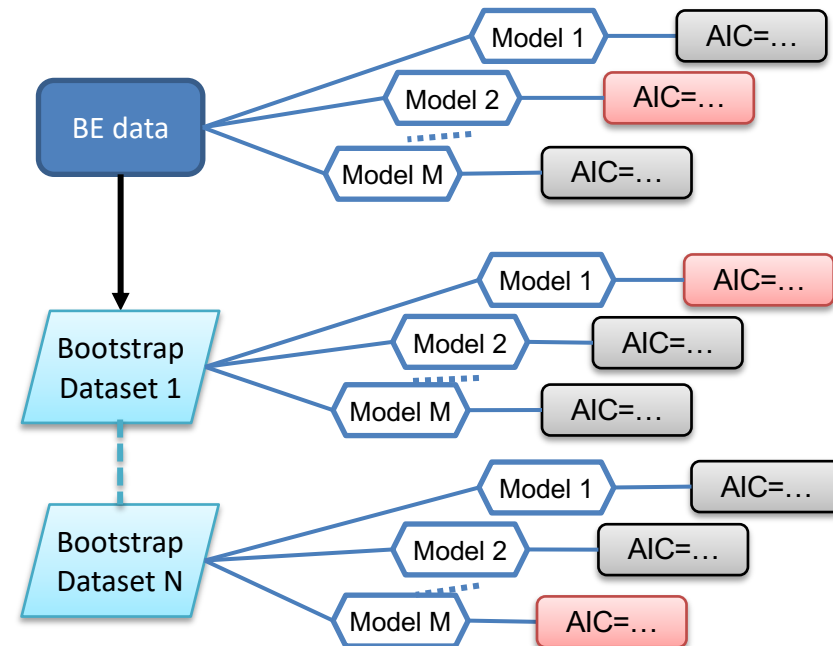 Model 1
AIC=...
BE data
Model 2
AIC=...
Model M
AIC=...
Bootstrap
Dataset 1
Model 1
AIC=...
Model 2
AIC=...
Model M
AIC=...
Bootstrap
Dataset N
Model 1
AIC=...
Model 2
AIC=...
Model M
AIC=...